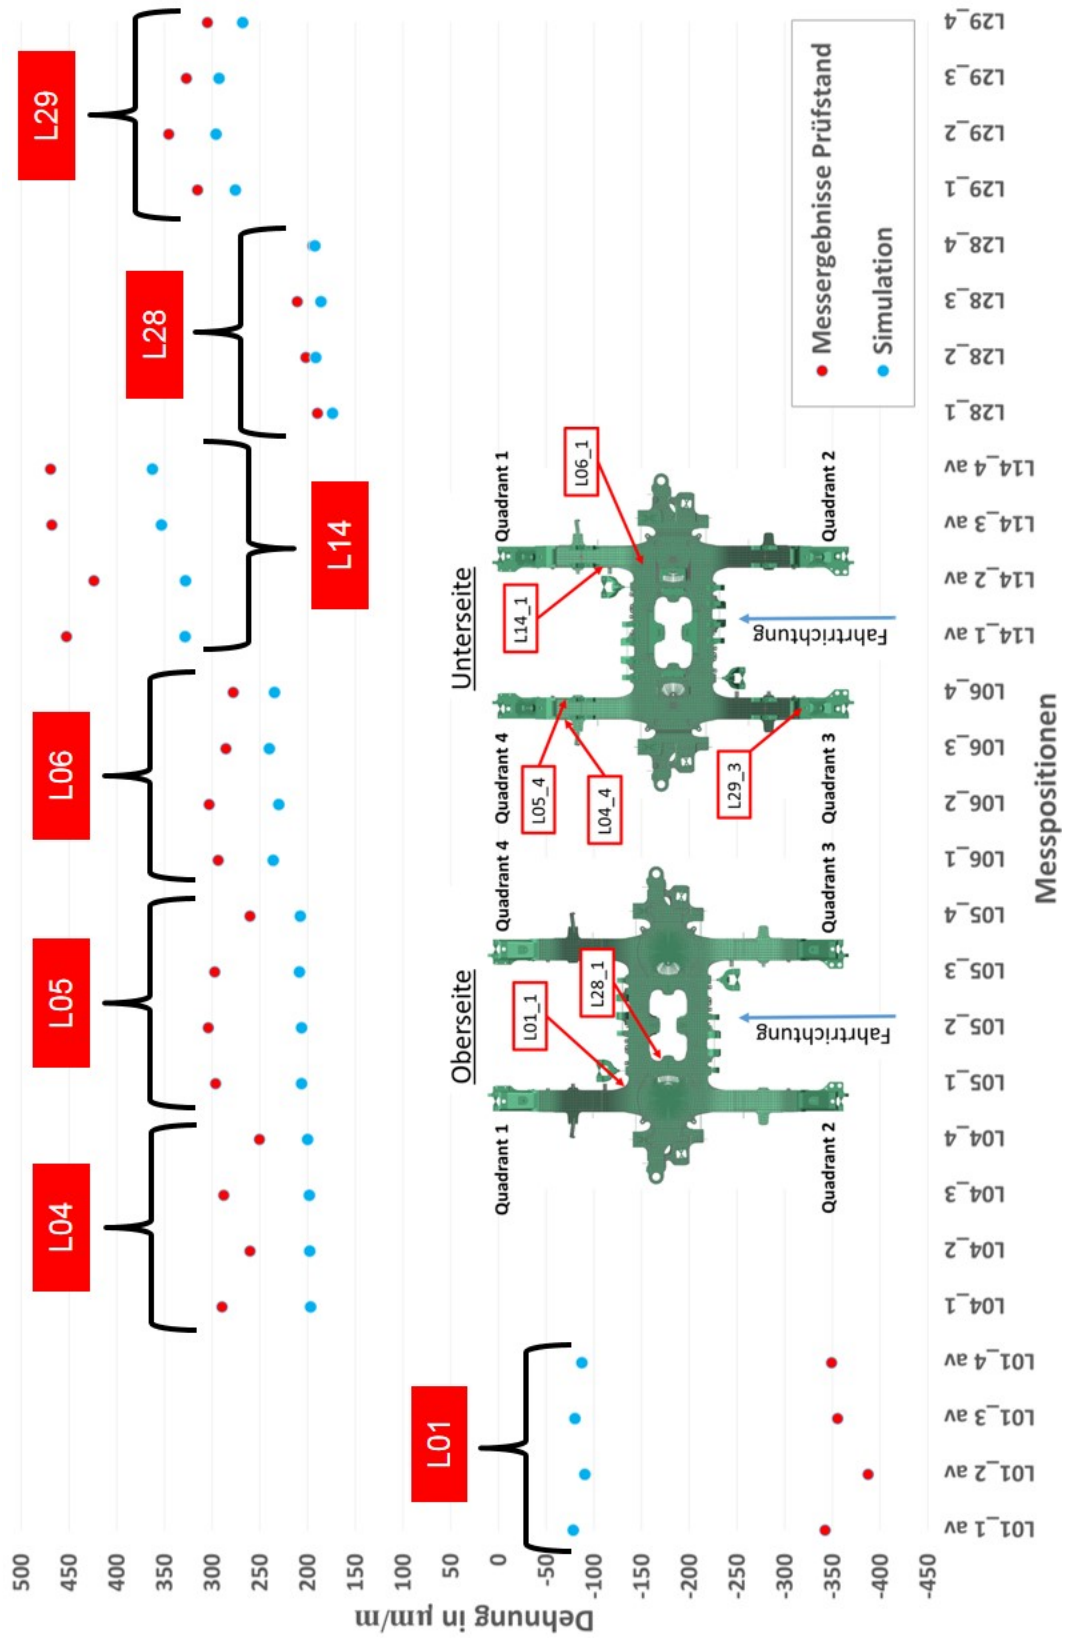 500
450
400
350
300
250
200
150
100
50
0
-50
-100
-150
-200
-250
-300
-350
-400
-450
Dehnung in µm/m
L01
L04
L05
L06
L14
L28
L29
Oberseite
Quadrant 1
Quadrant 4
L01_1
L28_1
Fahrtrichtung
Quadrant 2
Quadrant 3
Unterseite
Quadrant 4
Quadrant 1
L05_4
L04_4
L14_1
L06_1
L29_3
Fahrtrichtung
Quadrant 3
Quadrant 2
Messergebnisse Prüfstand
Simulation
L01_1 av
L01_2 av
L01_3 av
L01_4 av
L04_1
L04_2
L04_3
L04_4
L05_1
L05_2
L05_3
L05_4
L06_1
L06_2
L06_3
L06_4
L14_1 av
L14_2 av
L14_3 av
L14_4 av
L28_1
L28_2
L28_3
L28_4
L29_1
L29_2
L29_3
L29_4
Messpositionen